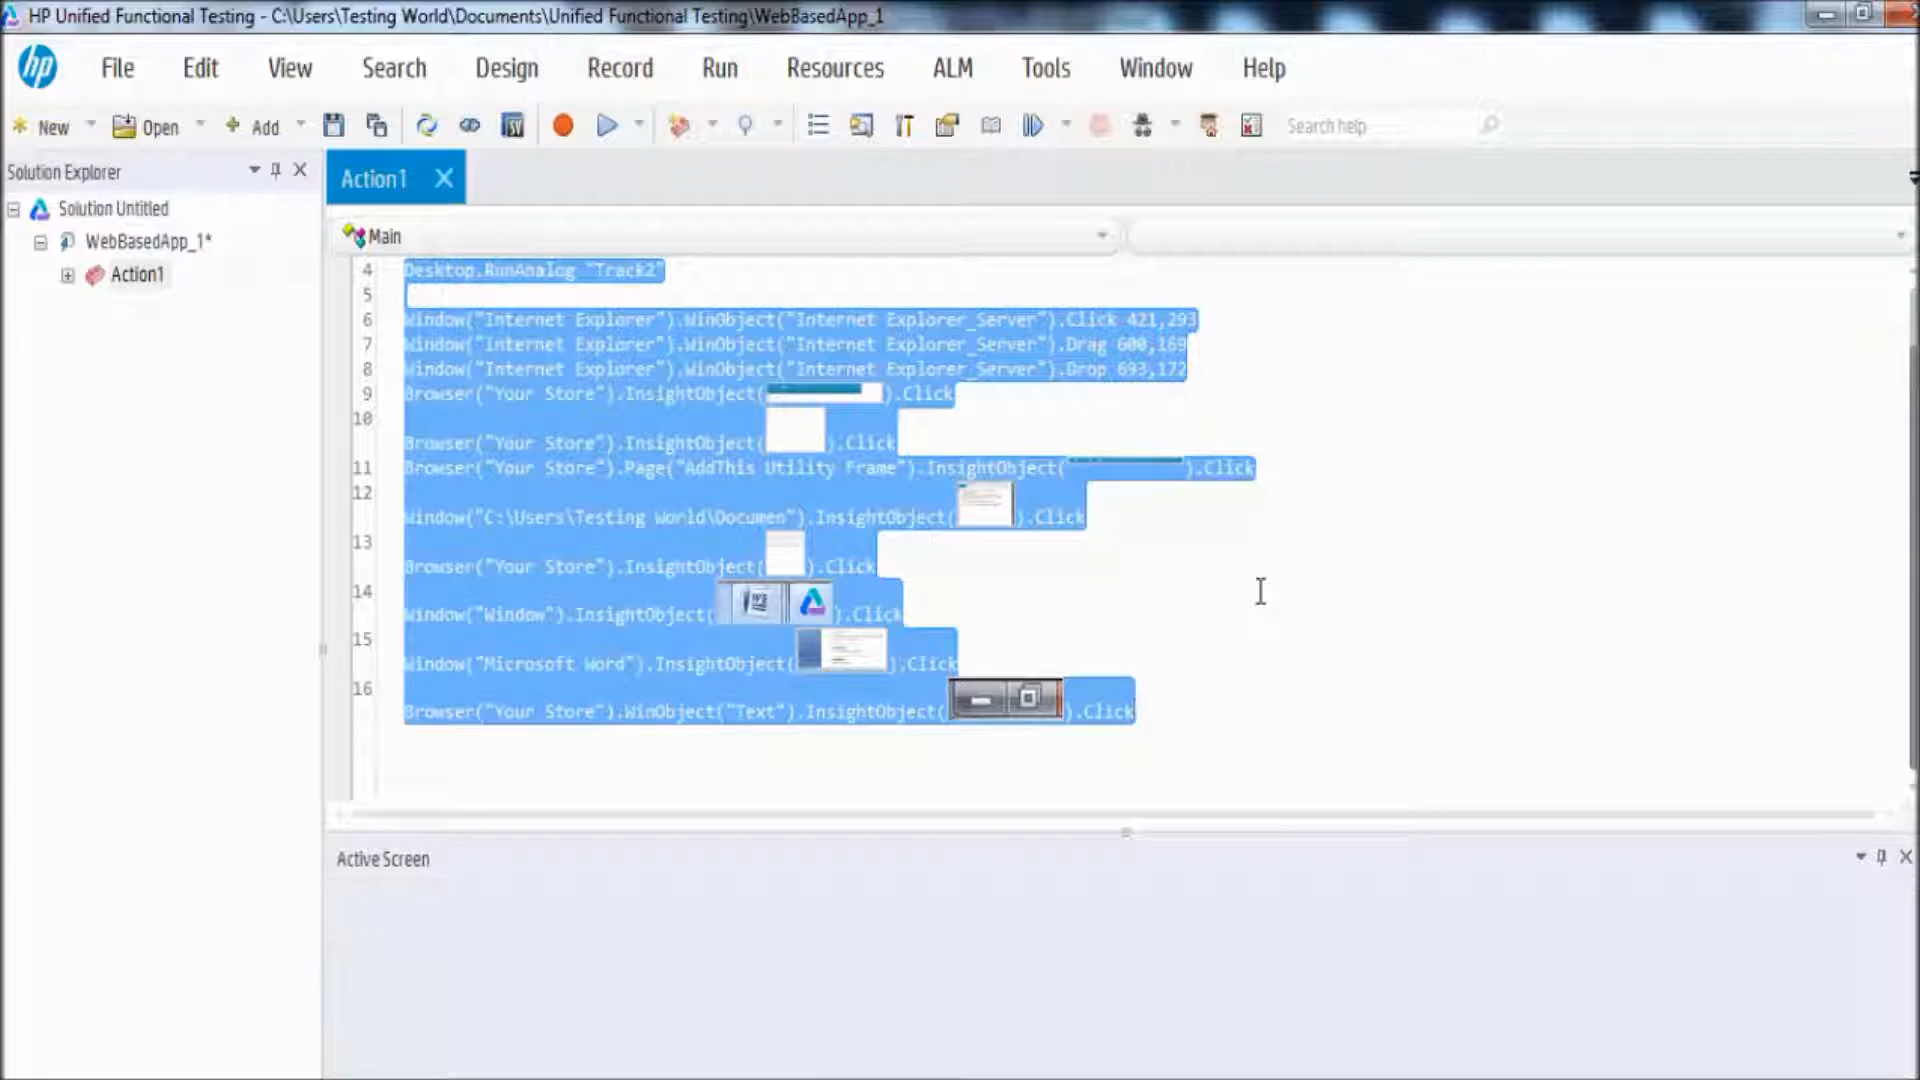 HP Unified Functional Testing - C:\Users\Testing World\Documents\Unified Functional Testing\WebBasedApp_1
hp File Edit View Search Design Record Run Resources ALM Tools Window Help
New Open Add Search help
Solution Explorer
Action1
Solution Untitled
WebBasedApp_1*
Action1
Main
4 Desktop.RunAnalog "Track2"
5
6 Window("Internet Explorer").WinObject("Internet Explorer_Server").Click 421,293
7 Window("Internet Explorer").WinObject("Internet Explorer_Server").Drag 600,169
8 Window("Internet Explorer").WinObject("Internet Explorer_Server").Drop 693,172
9 Browser("Your Store").InsightObject( ).Click
10 Browser("Your Store").InsightObject( ).Click
11 Browser("Your Store").Page("AddThis Utility Frame").InsightObject( ).Click
12 Window("C:\Users\Testing World\Documen").InsightObject( ).Click
13 Browser("Your Store").InsightObject( ).Click
14 Window("Window").InsightObject( ).Click
15 Window("Microsoft Word").InsightObject( ).Click
16 Browser("Your Store").WinObject("Text").InsightObject( ).Click
Active Screen